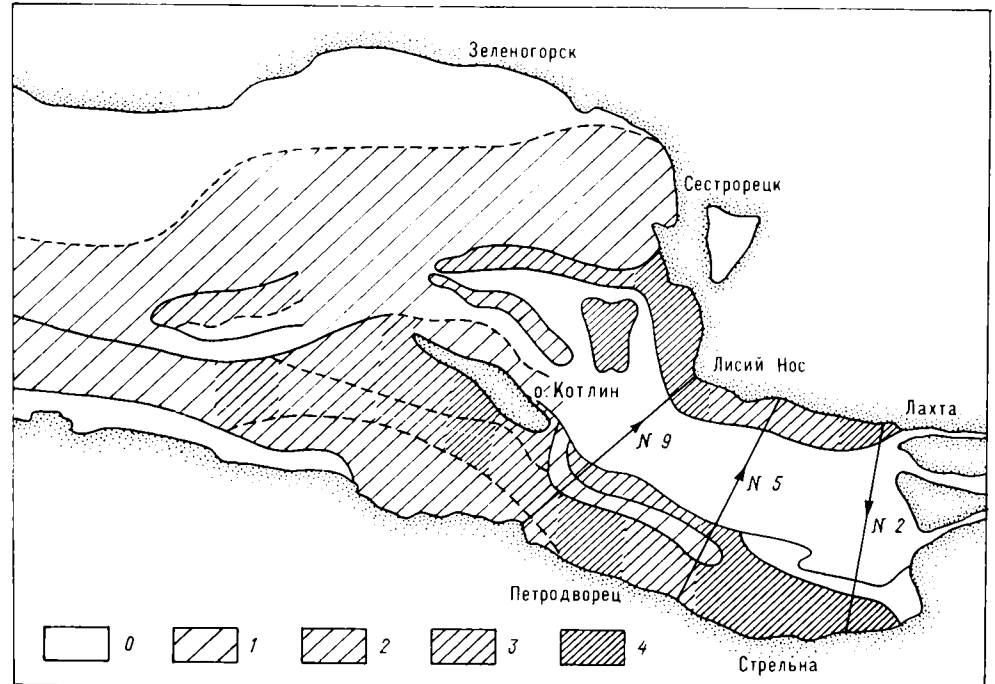 Зеленогорск
Сестрорецк
Лисий Нос
о. Котлин
Лахта
N 9
N 5
N 2
Петродворец
Стрельна
0 1 2 3 4